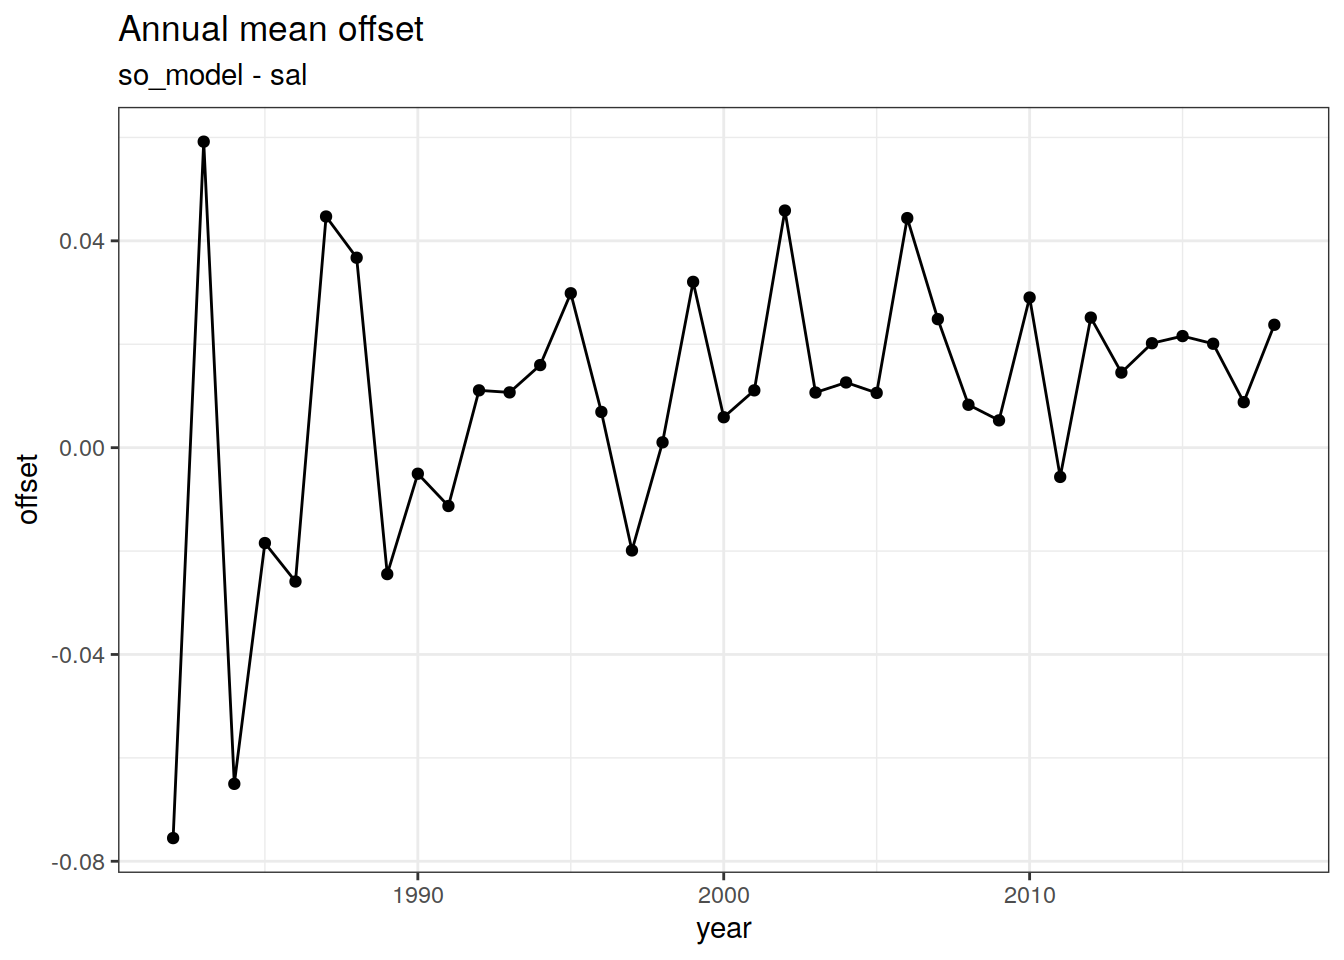 Annual mean offset
so_model - sal
0.04
0.00
-0.04
-0.08
offset
1990 2000 2010
year